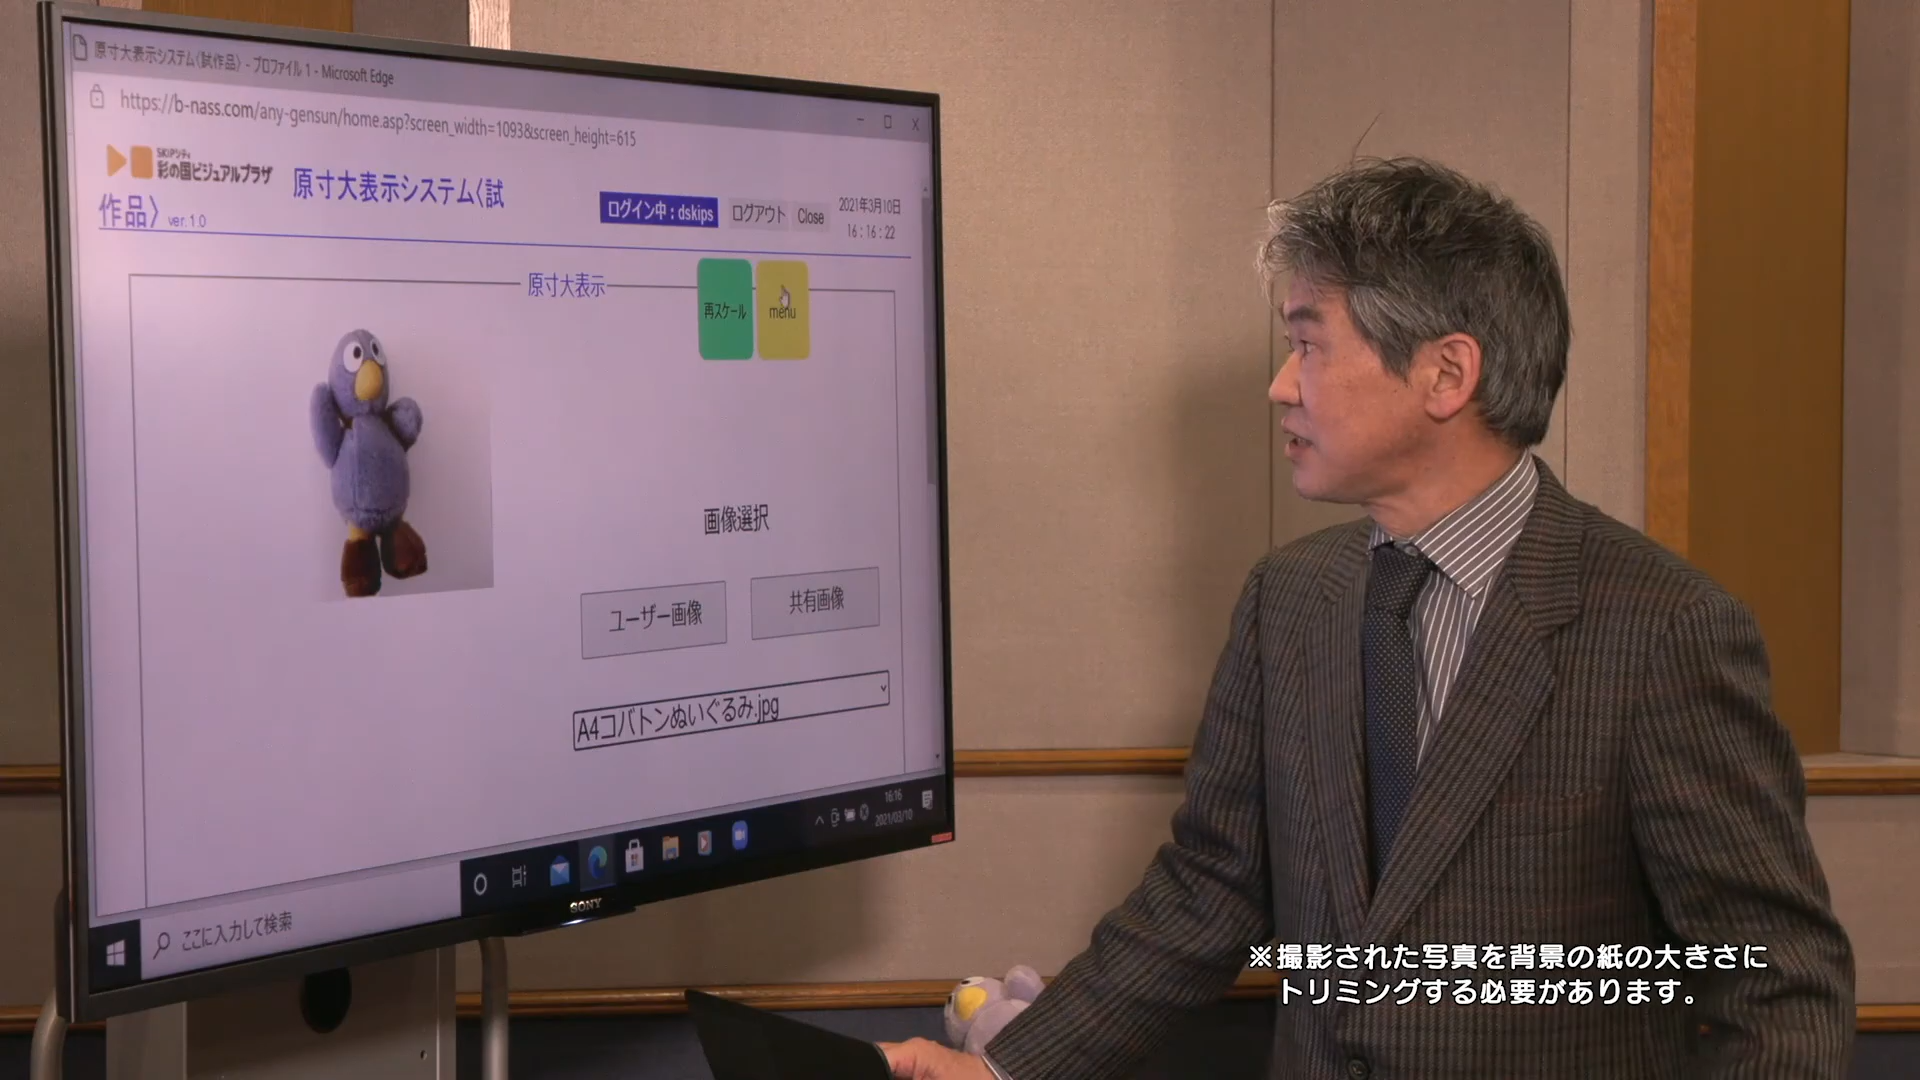 原寸大表示システム〈試作品〉 - プロファイル 1 - Microsoft Edge
https://b-nass.com/any-gensun/home.asp?screen_width=1093&screen_height=615
SKIPシティ
彩の国ビジュアルプラザ
原寸大表示システム〈試
作品〉 ver.1.0
ログイン中：dskips
ログアウト
Close
2021年3月10日
16：16：22
原寸大表示
再スケール
menu
画像選択
ユーザー画像
共有画像
A4コバトンぬいぐるみ.jpg
16:16
2021/03/10
ここに入力して検索
SONY
※撮影された写真を背景の紙の大きさに
トリミングする必要があります。